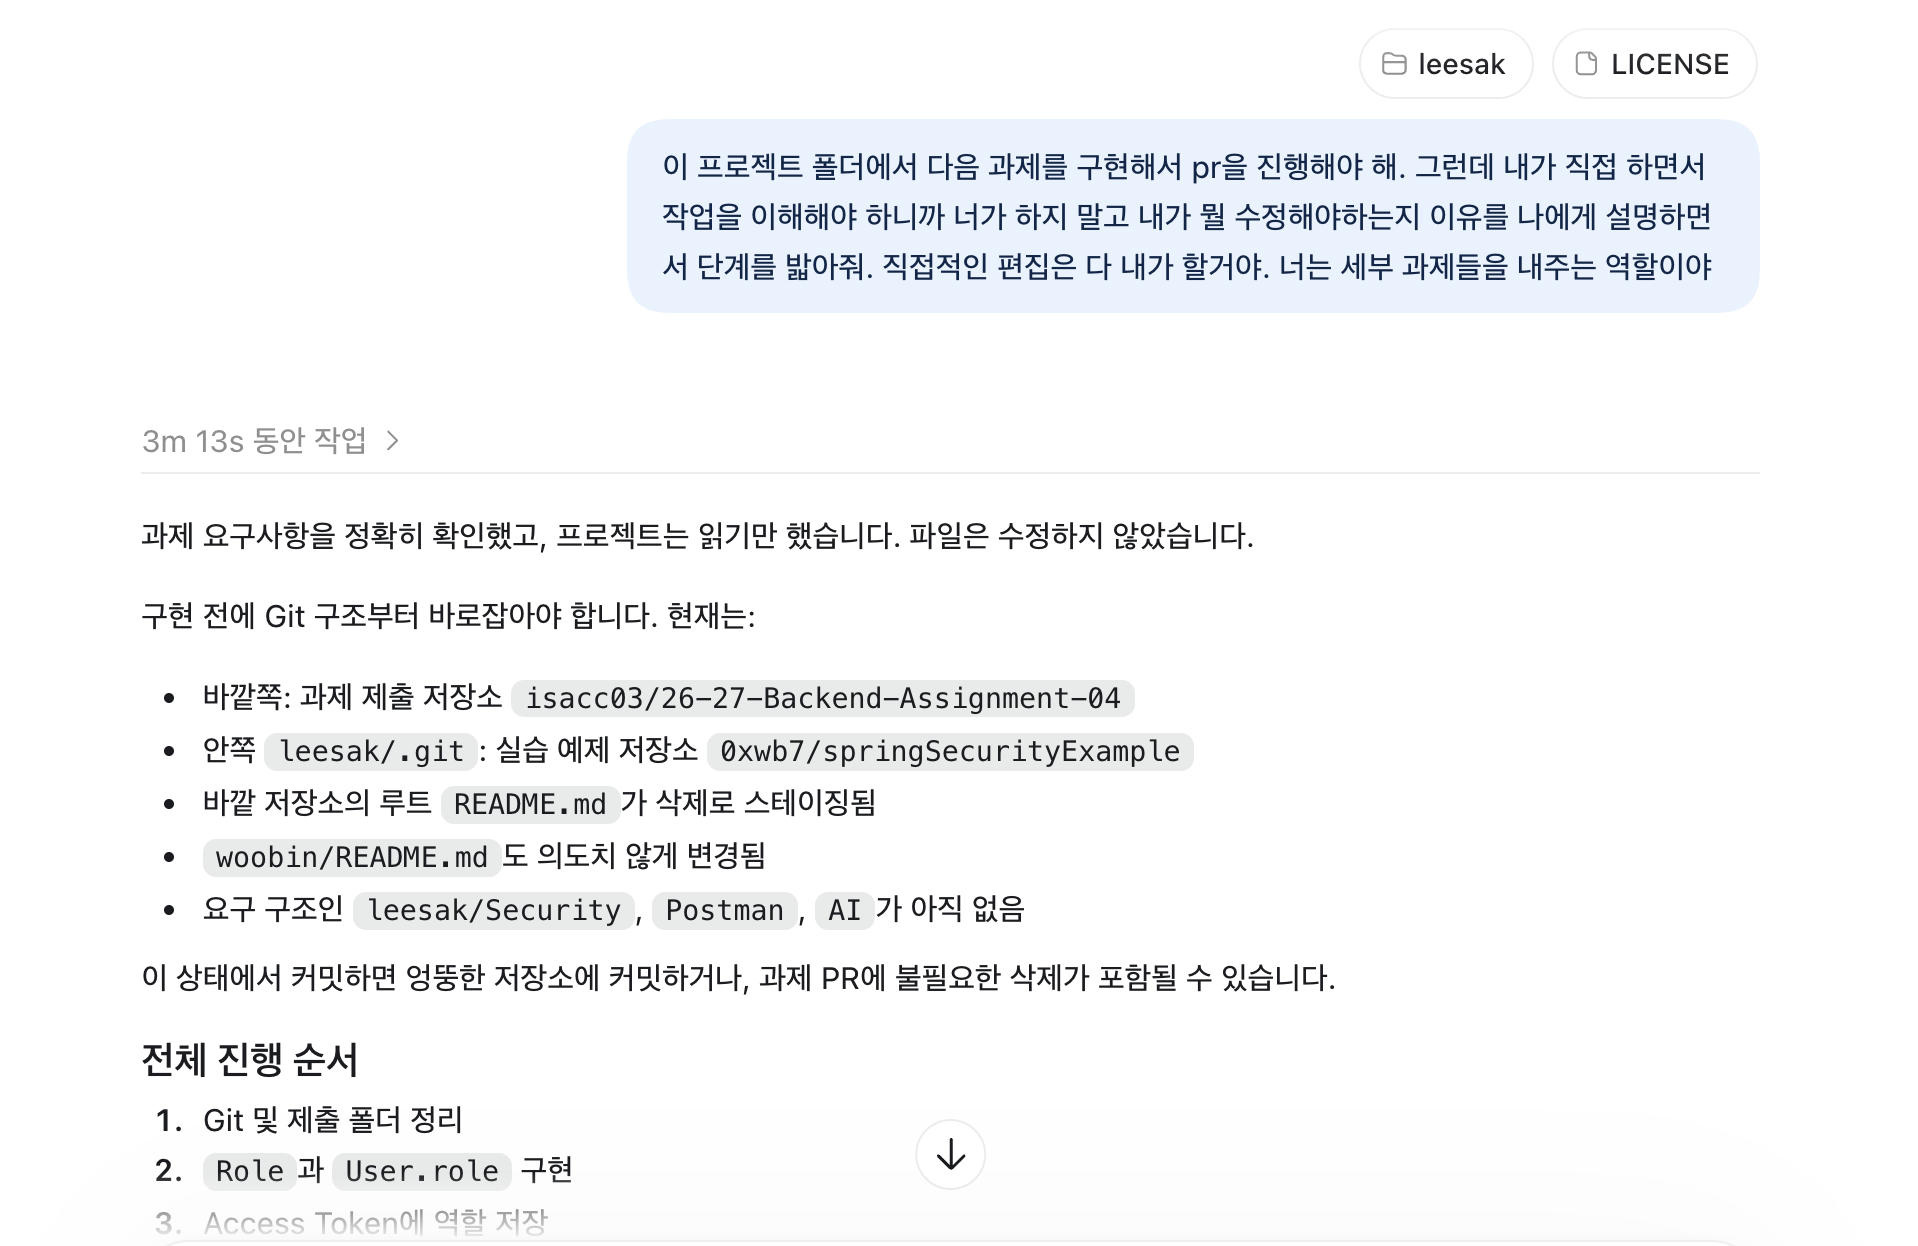 leesak
LICENSE
이 프로젝트 폴더에서 다음 과제를 구현해서 pr을 진행해야 해. 그런데 내가 직접 하면서
작업을 이해해야 하니까 너가 하지 말고 내가 뭘 수정해야하는지 이유를 나에게 설명하면
서 단계를 밟아줘. 직접적인 편집은 다 내가 할거야. 너는 세부 과제들을 내주는 역할이야
3m 13s 동안 작업
과제 요구사항을 정확히 확인했고, 프로젝트는 읽기만 했습니다. 파일은 수정하지 않았습니다.
구현 전에 Git 구조부터 바로잡아야 합니다. 현재는:
• 바깥쪽: 과제 제출 저장소 isacc03/26-27-Backend-Assignment-04
• 안쪽 leesak/.git: 실습 예제 저장소 0xwb7/springSecurityExample
• 바깥 저장소의 루트 README.md가 삭제로 스테이징됨
• woobin/README.md도 의도치 않게 변경됨
• 요구 구조인 leesak/Security, Postman, AI가 아직 없음
이 상태에서 커밋하면 엉뚱한 저장소에 커밋하거나, 과제 PR에 불필요한 삭제가 포함될 수 있습니다.
전체 진행 순서
1. Git 및 제출 폴더 정리
2. Role과 User.role 구현
3. Access Token에 역할 저장